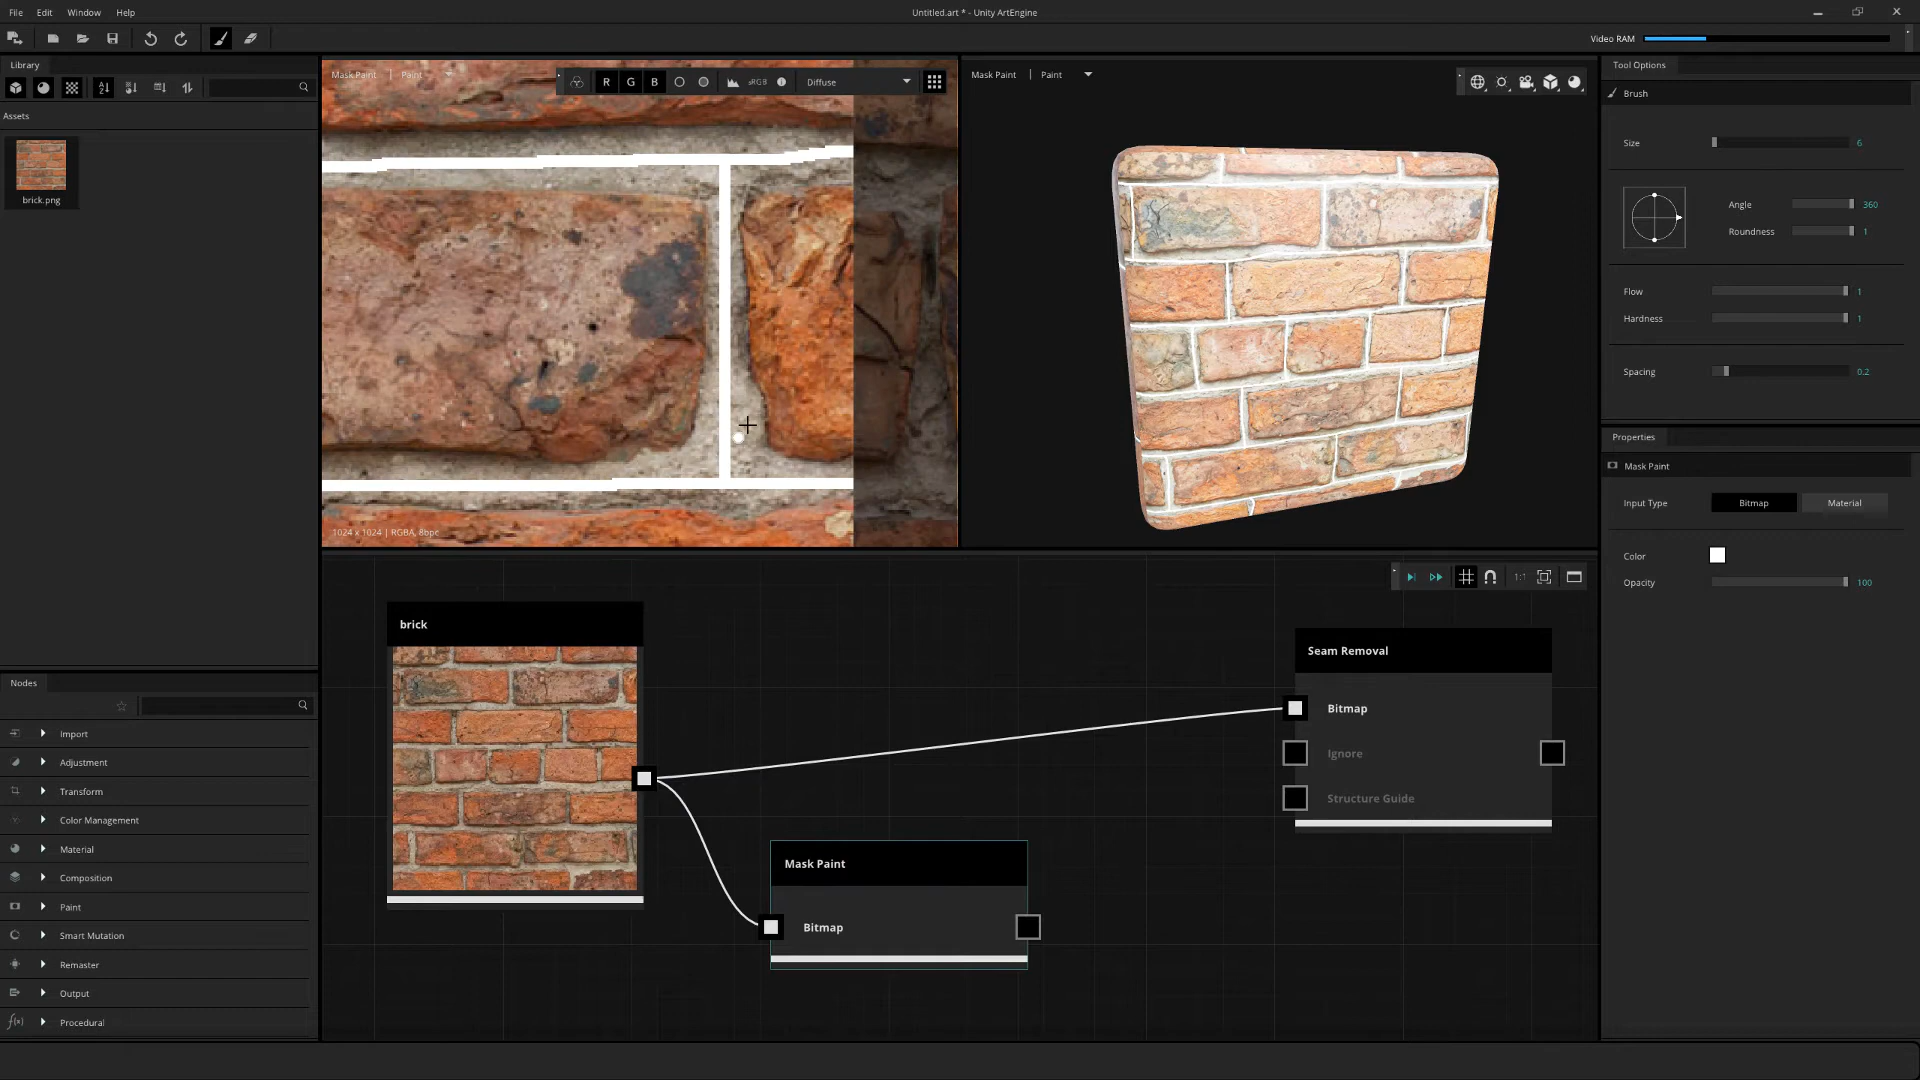 File Edit Window Help
Untitled.art * - Unity ArtEngine
Video RAM
Library
Assets
brick.png
Mask Paint | Paint
R G B
sRGB
Diffuse
1024 x 1024 | RGBA, 8bpc
Mask Paint | Paint
Tool Options
Brush
Size 6
Angle 360
Roundness 1
Flow 1
Hardness 1
Spacing 0.2
Properties
Mask Paint
Input Type Bitmap Material
Color
Opacity 100
Nodes
Import
Adjustment
Transform
Color Management
Material
Composition
Paint
Smart Mutation
Remaster
Output
f(x) Procedural
1:1
brick
Mask Paint
Bitmap
Seam Removal
Bitmap
Ignore
Structure Guide